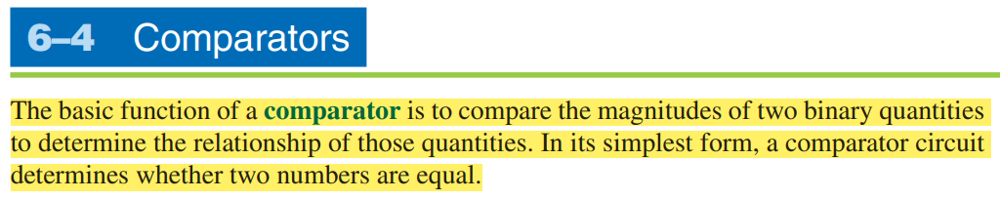 6–4 Comparators
The basic function of a comparator is to compare the magnitudes of two binary quantities
to determine the relationship of those quantities. In its simplest form, a comparator circuit
determines whether two numbers are equal.